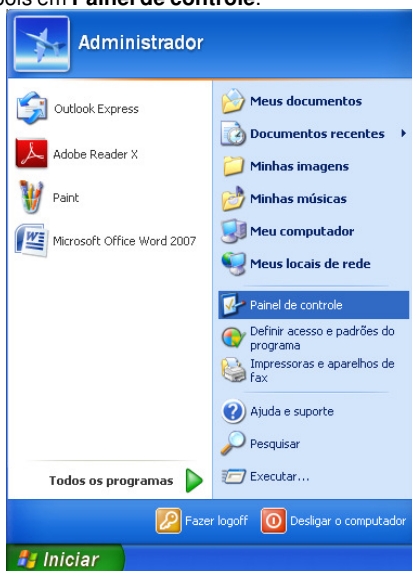 pois em Painel de controle.
Administrador
Outlook Express
Adobe Reader X
Paint
Microsoft Office Word 2007
Todos os programas
Meus documentos
Documentos recentes
Minhas imagens
Minhas músicas
Meu computador
Meus locais de rede
Painel de controle
Definir acesso e padrões do
programa
Impressoras e aparelhos de
fax
Ajuda e suporte
Pesquisar
Executar...
Fazer logoff
Desligar o computador
Iniciar